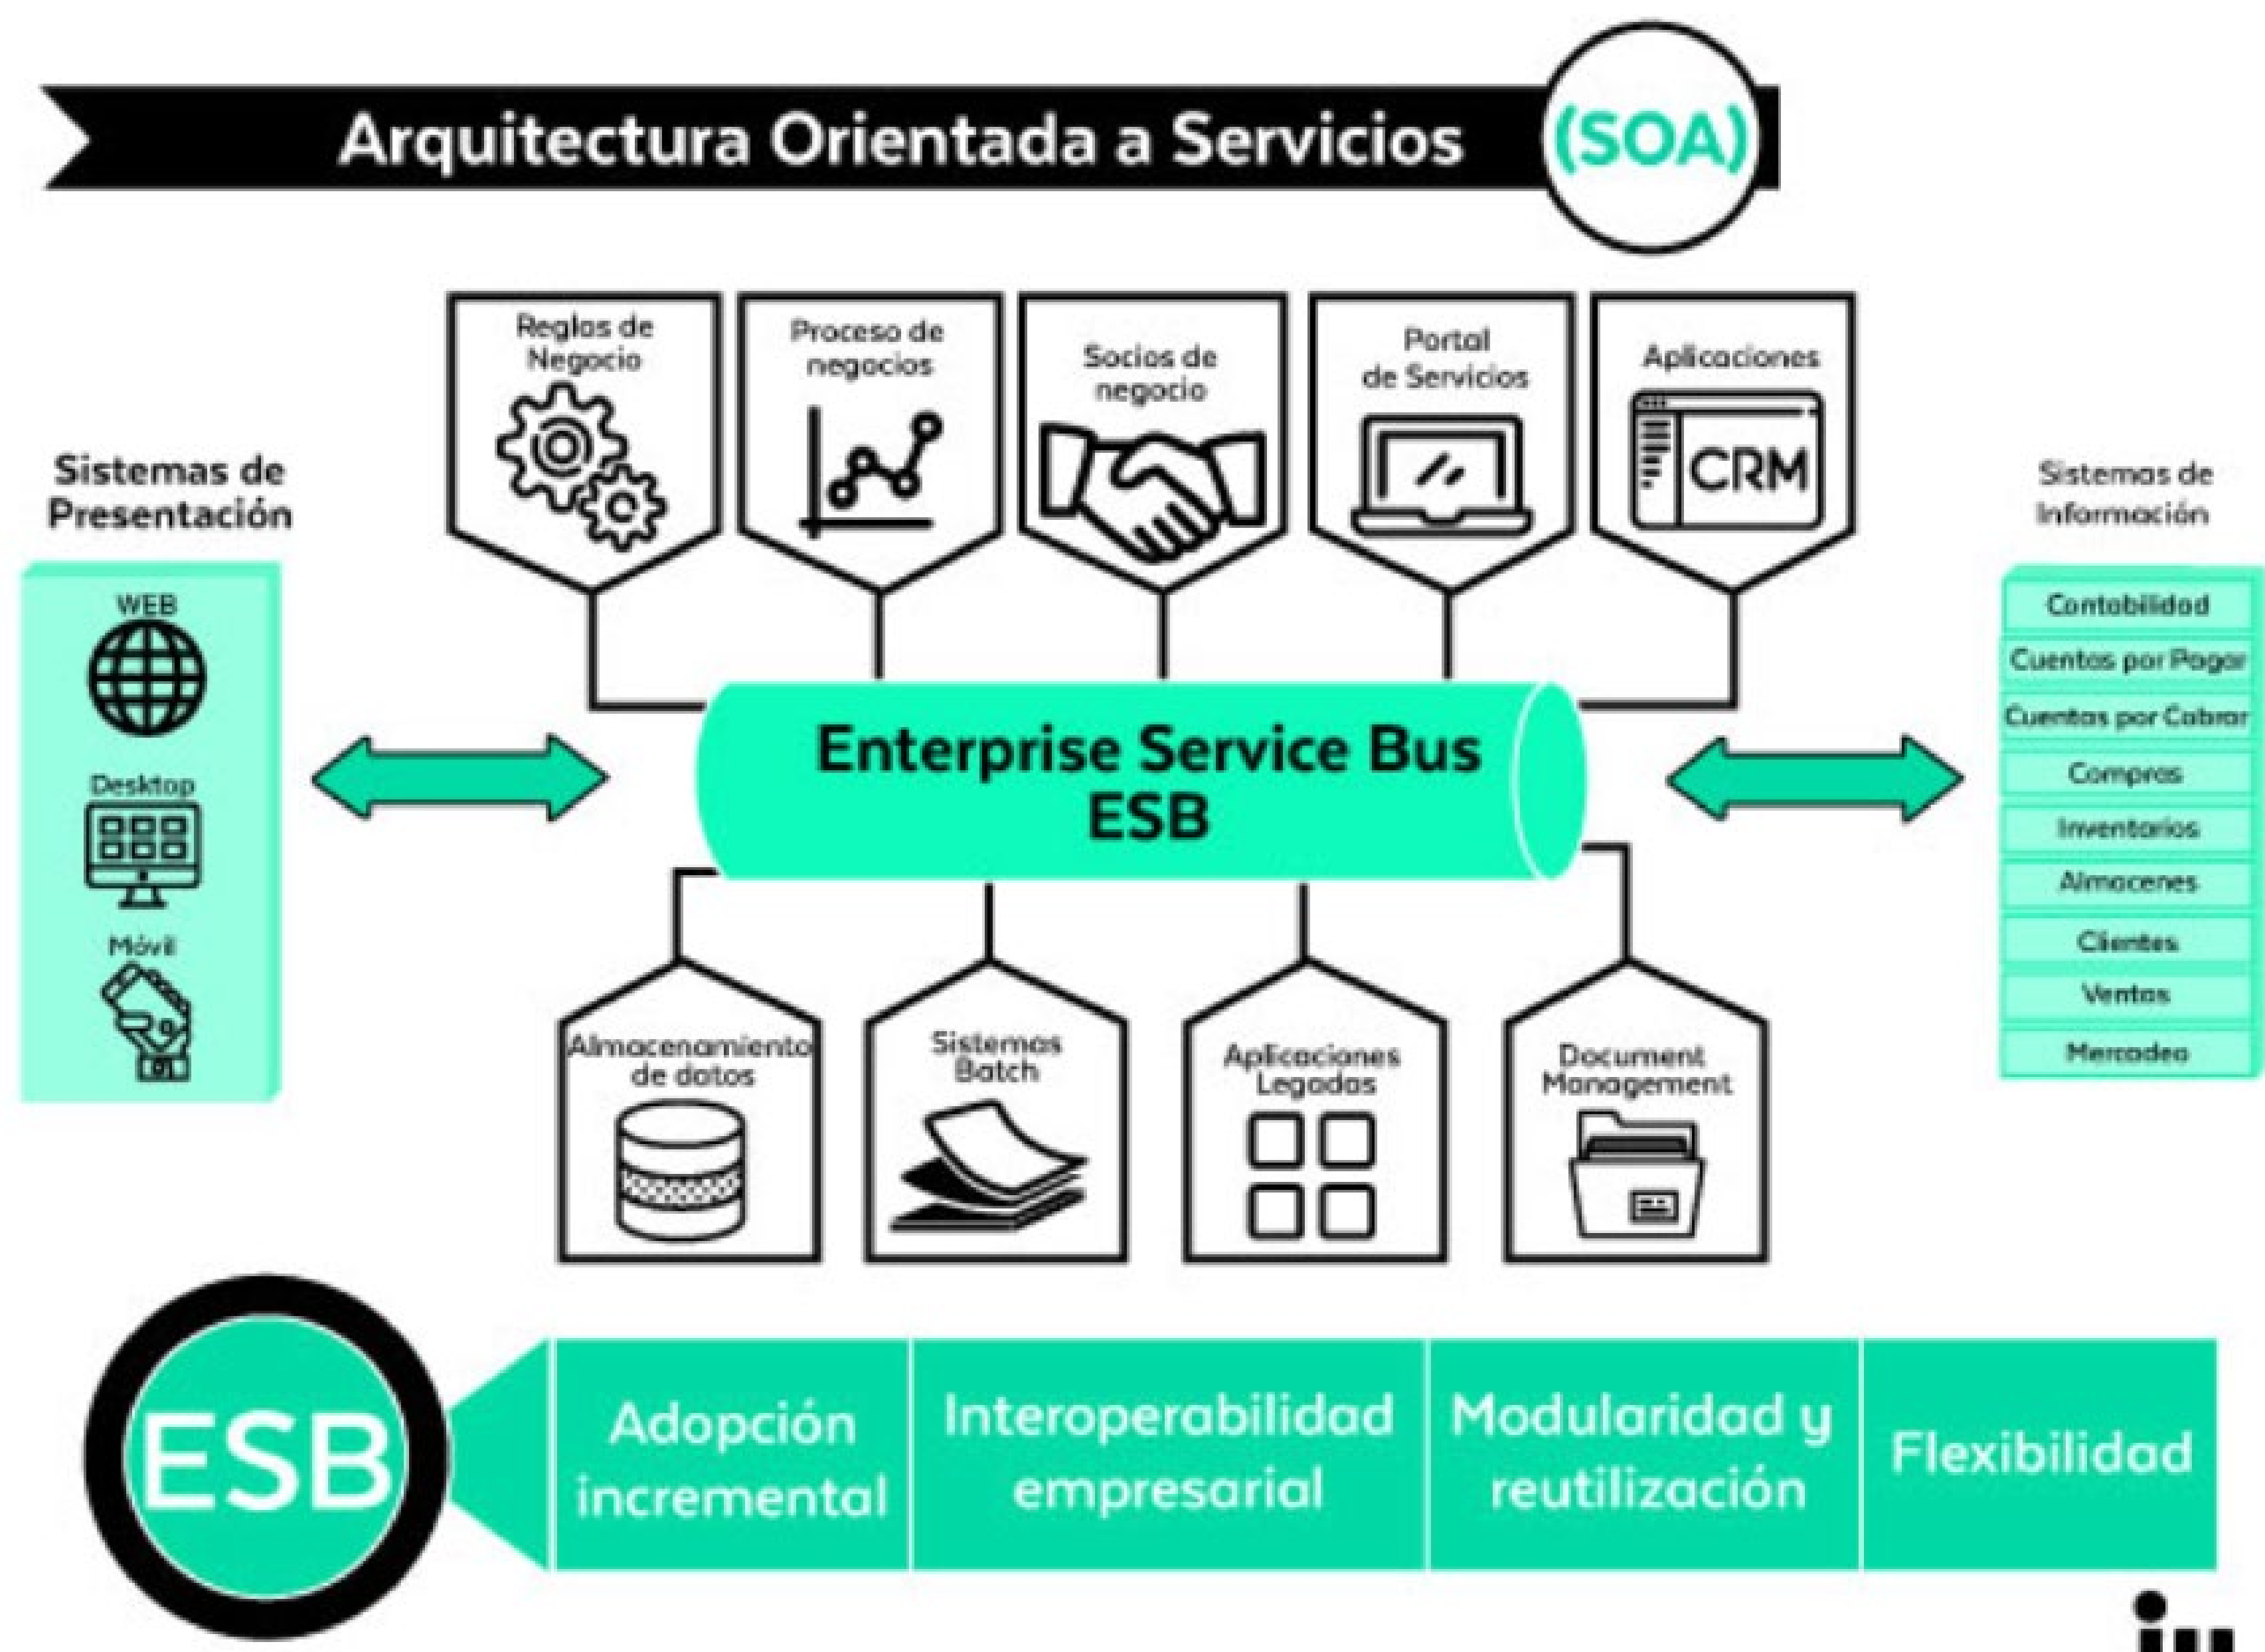 Arquitectura Orientada a Servicios
(SOA)
Reglas de
Negocio
Proceso de
negocios
Socios de
negocio
Portal
de Servicios
Aplicaciones
CRM
Sistemas de
Presentación
WEB
Desktop
Móvil
Enterprise Service Bus
ESB
Sistemas de
Información
Contabilidad
Cuentas por Pagar
Cuentas por Cobrar
Compras
Inventarios
Almacenes
Clientes
Ventas
Mercadeo
Almacenamiento
de datos
Sistemas
Batch
Aplicaciones
Legadas
Document
Management
ESB
Adopción
incremental
Interoperabilidad
empresarial
Modularidad y
reutilización
Flexibilidad